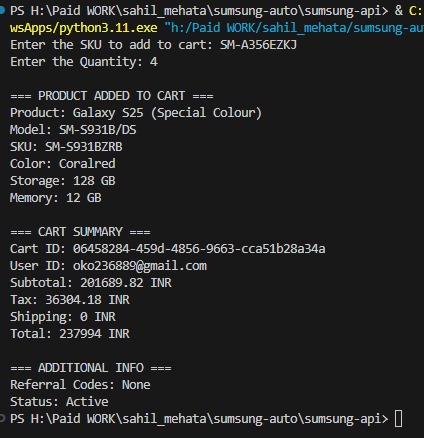 PS H:\Paid WORK\sahil_mehata\sumsung-auto\sumsung-api> & C:
wsApps/python3.11.exe "h:/Paid WORK/sahil_mehata/sumsung-au
Enter the SKU to add to cart: SM-A356EZKJ
Enter the Quantity: 4
=== PRODUCT ADDED TO CART ===
Product: Galaxy S25 (Special Colour)
Model: SM-S931B/DS
SKU: SM-S931BZRB
Color: Coralred
Storage: 128 GB
Memory: 12 GB
=== CART SUMMARY ===
Cart ID: 06458284-459d-4856-9663-cca51b28a34a
User ID: oko236889@gmail.com
Subtotal: 201689.82 INR
Tax: 36304.18 INR
Shipping: 0 INR
Total: 237994 INR
=== ADDITIONAL INFO ===
Referral Codes: None
Status: Active
PS H:\Paid WORK\sahil_mehata\sumsung-auto\sumsung-api>